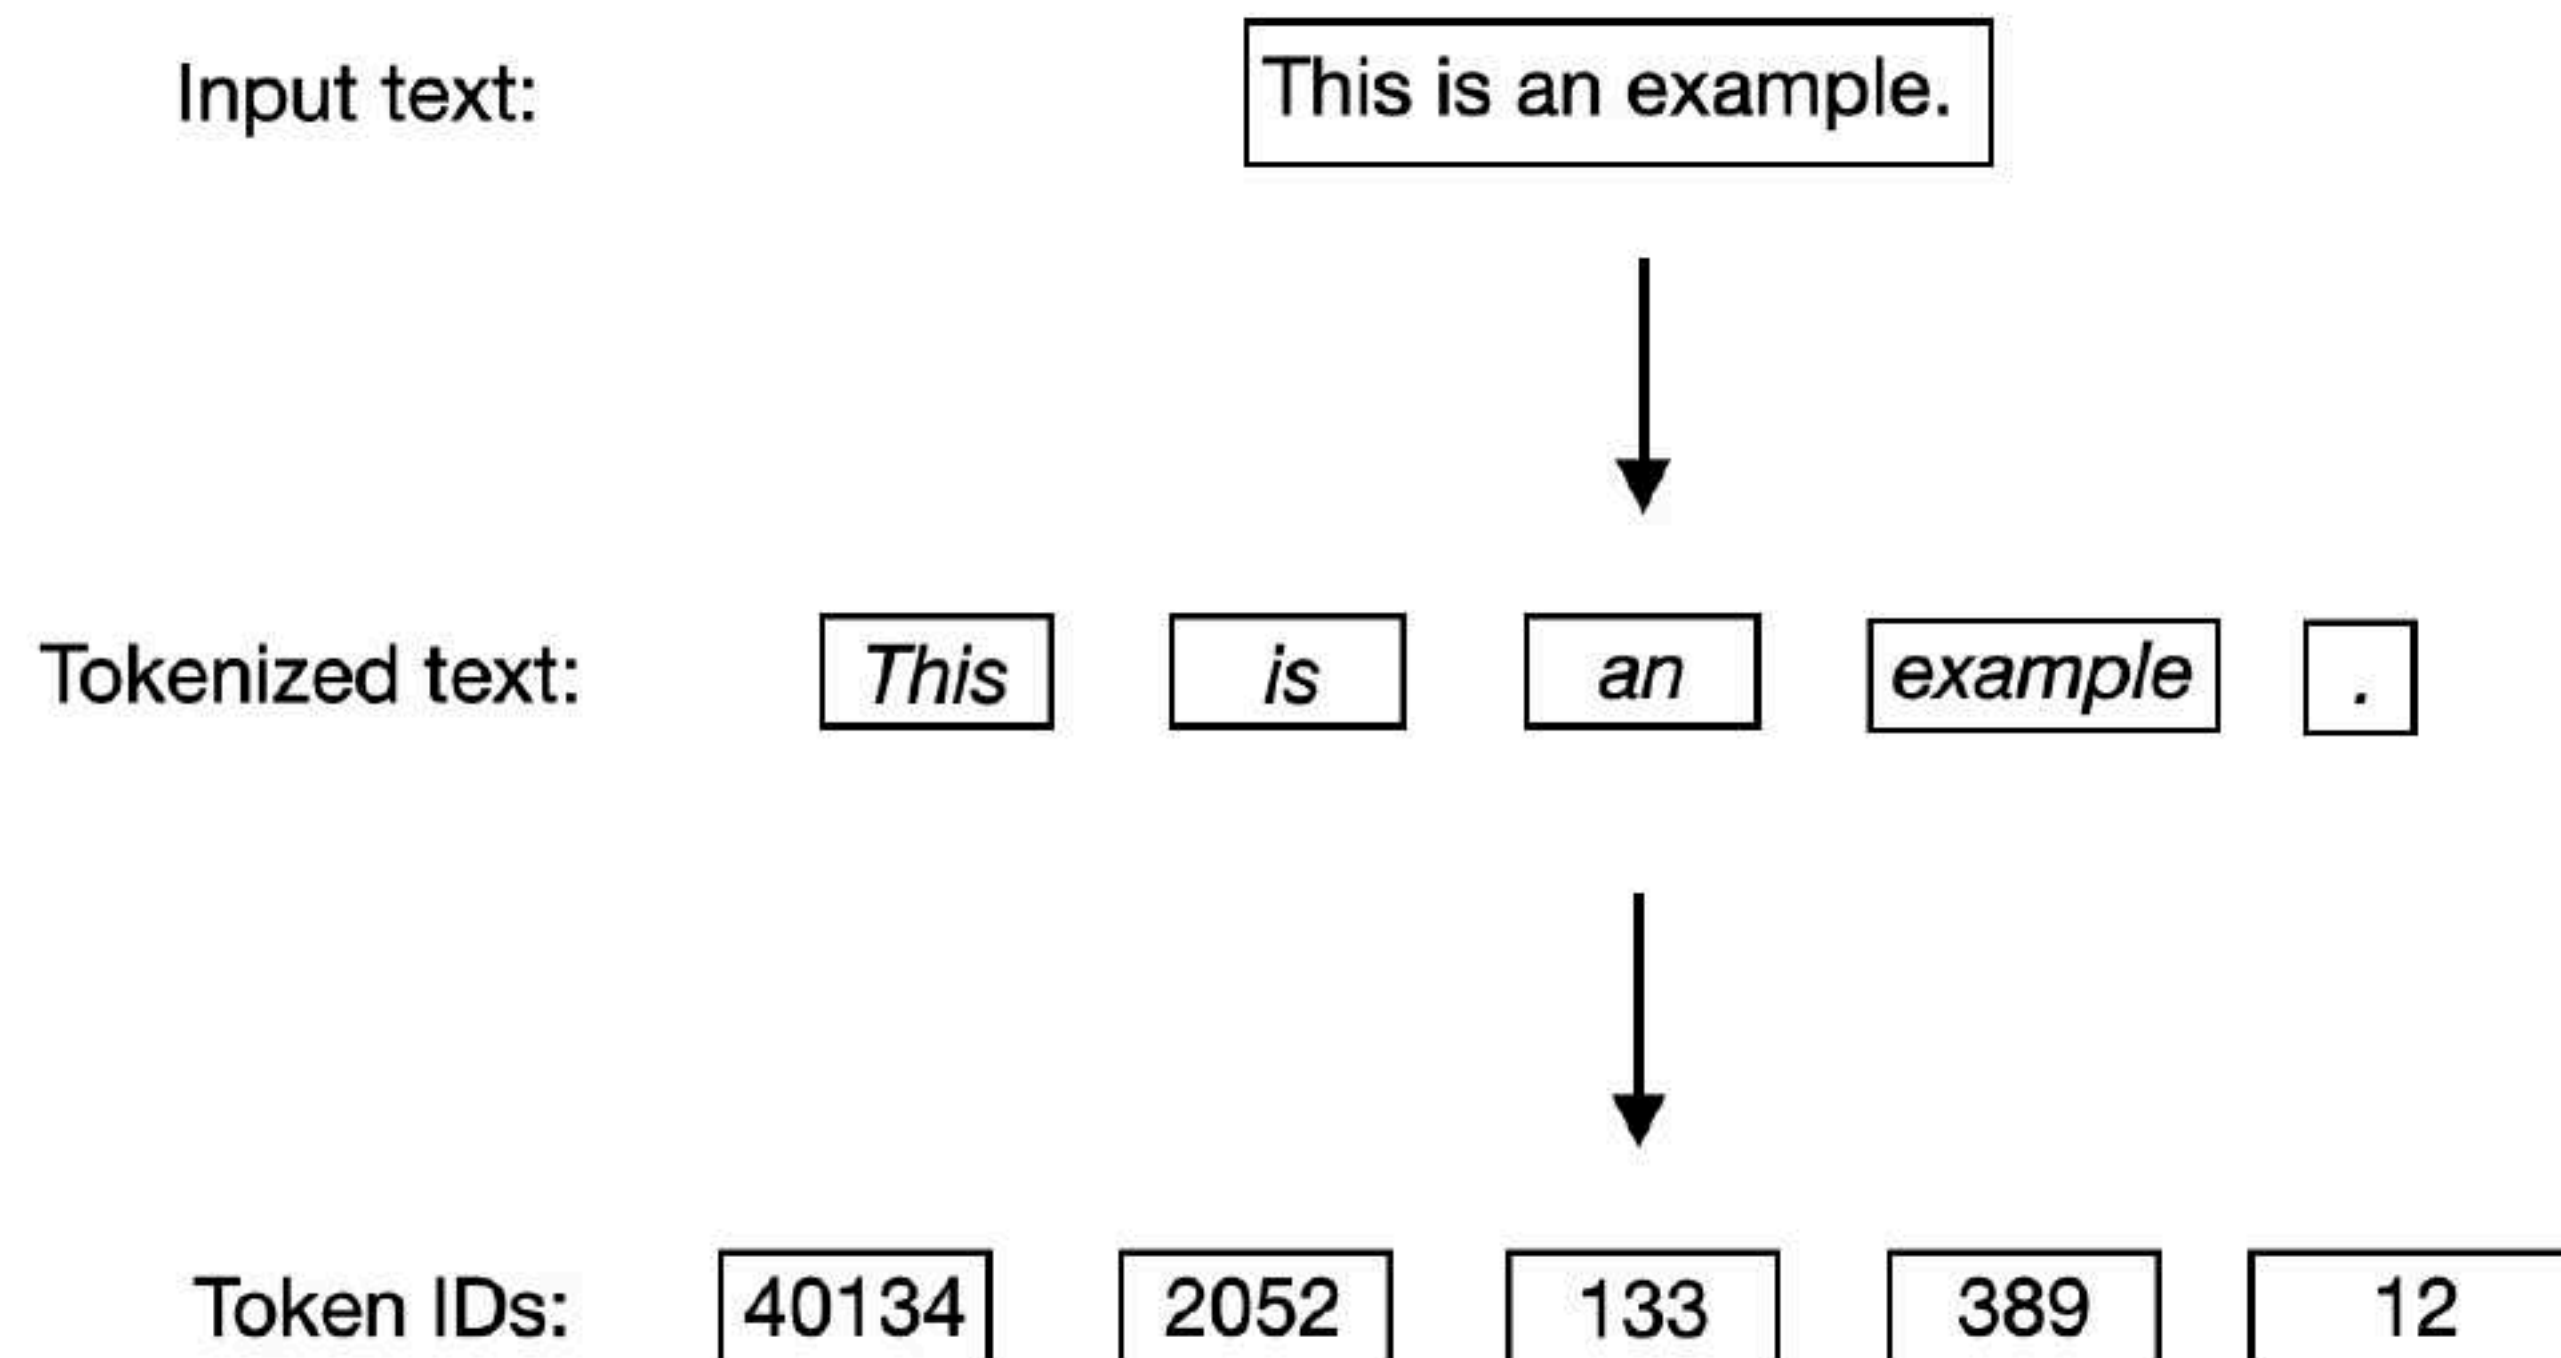 Input text: This is an example.
Tokenized text: This is an example .
Token IDs: 40134 2052 133 389 12